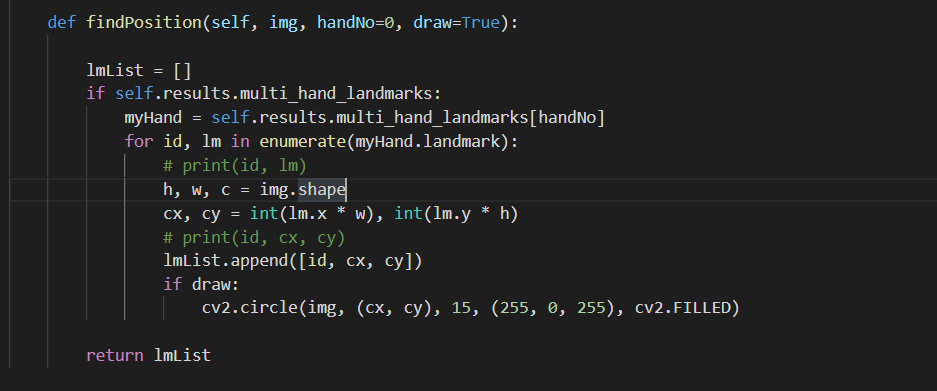 def findPosition(self, img, handNo=0, draw=True):
lmList = []
if self.results.multi_hand_landmarks:
myHand = self.results.multi_hand_landmarks[handNo]
for id, lm in enumerate(myHand.landmark):
# print(id, lm)
h, w, c = img.shape
cx, cy = int(lm.x * w), int(lm.y * h)
# print(id, cx, cy)
lmList.append([id, cx, cy])
if draw:
cv2.circle(img, (cx, cy), 15, (255, 0, 255), cv2.FILLED)
return lmList